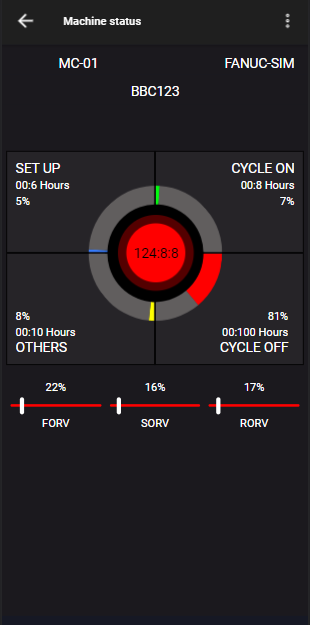 Machine status
MC-01 FANUC-SIM
BBC123
SET UP CYCLE ON
00:6 Hours 00:8 Hours
5% 7%
124:8:8
8% 81%
00:10 Hours 00:100 Hours
OTHERS CYCLE OFF
22% 16% 17%
FORV SORV RORV